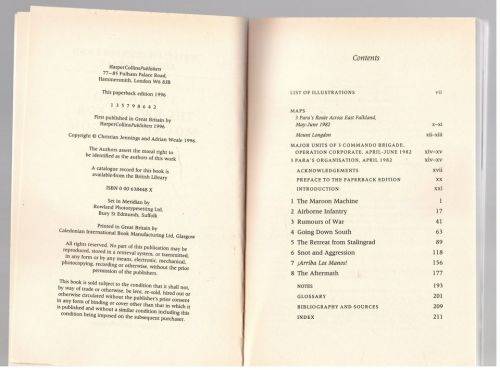 HarperCollinsPublishers
77–85 Fulham Palace Road,
Hammersmith, London W6 8JB
This paperback edition 1996
1 3 5 7 9 8 6 4 2
First published in Great Britain by
HarperCollinsPublishers 1996
Copyright © Christian Jennings and Adrian Weale 1996
The Authors assert the moral right to
be identified as the authors of this work
A catalogue record for this book is
available from the British Library
ISBN 0 00 638448 X
Set in Meridian by
Rowland Phototypesetting Ltd,
Bury St Edmunds, Suffolk
Printed in Great Britain by
Caledonian International Book Manufacturing Ltd, Glasgow
All rights reserved. No part of this publication may be
reproduced, stored in a retrieval system, or transmitted,
in any form or by any means, electronic, mechanical,
photocopying, recording or otherwise, without the prior
permission of the publishers.
This book is sold subject to the condition that it shall not,
by way of trade or otherwise, be lent, re-sold, hired out or
otherwise circulated without the publisher's prior consent
in any form of binding or cover other than that in which it
is published and without a similar condition including this
condition being imposed on the subsequent purchaser.
Contents
LIST OF ILLUSTRATIONS vii
MAPS
3 Para's Route Across East Falkland,
May–June 1982 x–xi
Mount Longdon xii–xiii
MAJOR UNITS OF 3 COMMANDO BRIGADE,
OPERATION CORPORATE, APRIL–JUNE 1982 xiv–xv
3 PARA'S ORGANISATION, APRIL 1982 xiv–xv
ACKNOWLEDGEMENTS xvii
PREFACE TO THE PAPERBACK EDITION xx
INTRODUCTION xxi
1 The Maroon Machine 1
2 Airborne Infantry 17
3 Rumours of War 41
4 Going Down South 63
5 The Retreat from Stalingrad 89
6 Snot and Aggression 118
7 ¡Arriba Las Manos! 156
8 The Aftermath 177
NOTES 193
GLOSSARY 201
BIBLIOGRAPHY AND SOURCES 209
INDEX 211